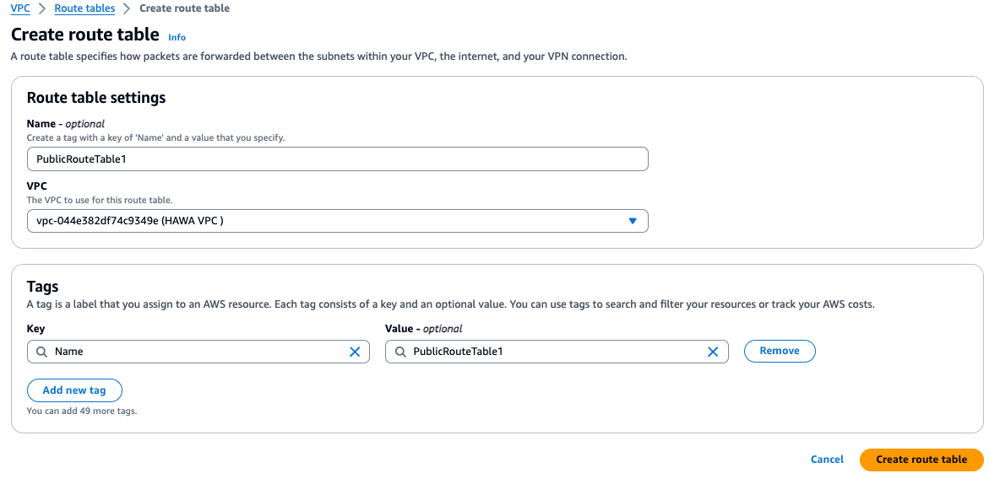 VPC > Route tables > Create route table
Create route table Info
A route table specifies how packets are forwarded between the subnets within your VPC, the internet, and your VPN connection.
Route table settings
Name - optional
Create a tag with a key of 'Name' and a value that you specify.
PublicRouteTable1
VPC
The VPC to use for this route table.
vpc-044e382df74c9349e (HAWA VPC )
Tags
A tag is a label that you assign to an AWS resource. Each tag consists of a key and an optional value. You can use tags to search and filter your resources or track your AWS costs.
Key Value - optional
Name PublicRouteTable1 Remove
Add new tag
You can add 49 more tags.
Cancel Create route table